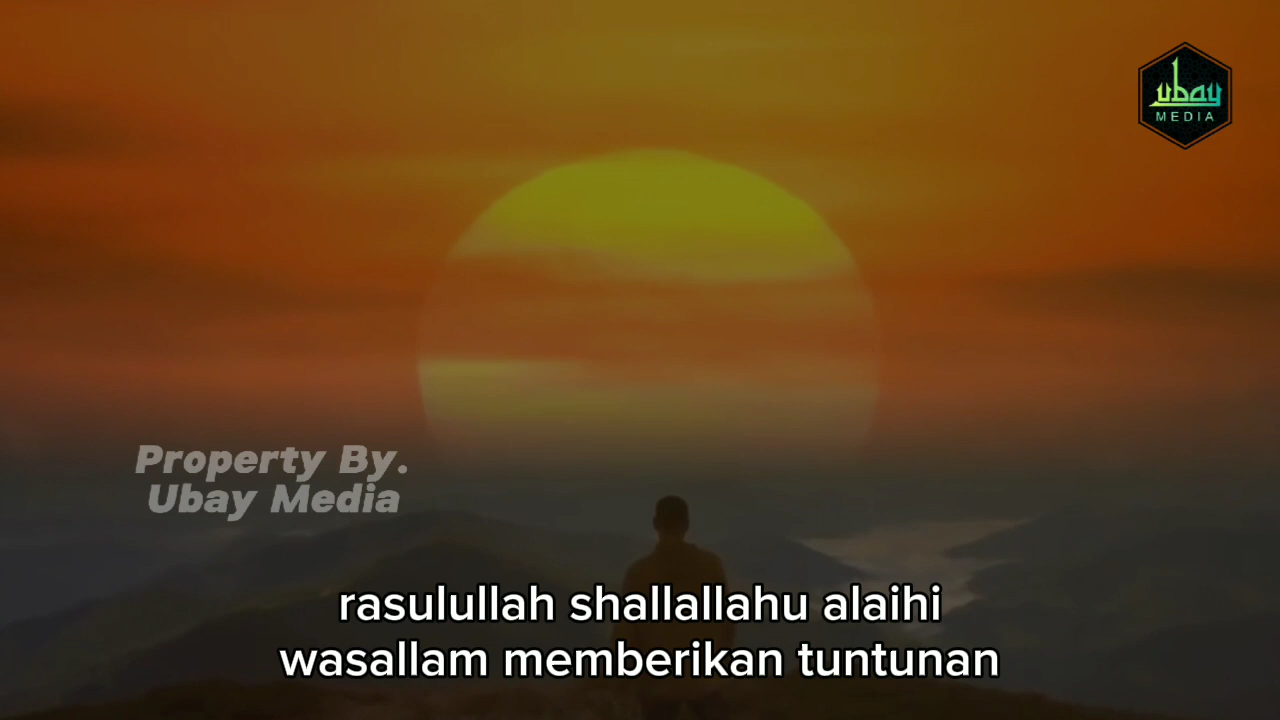 ubay
MEDIA
Property By.
Ubay Media
rasulullah shallallahu alaihi
wasallam memberikan tuntunan